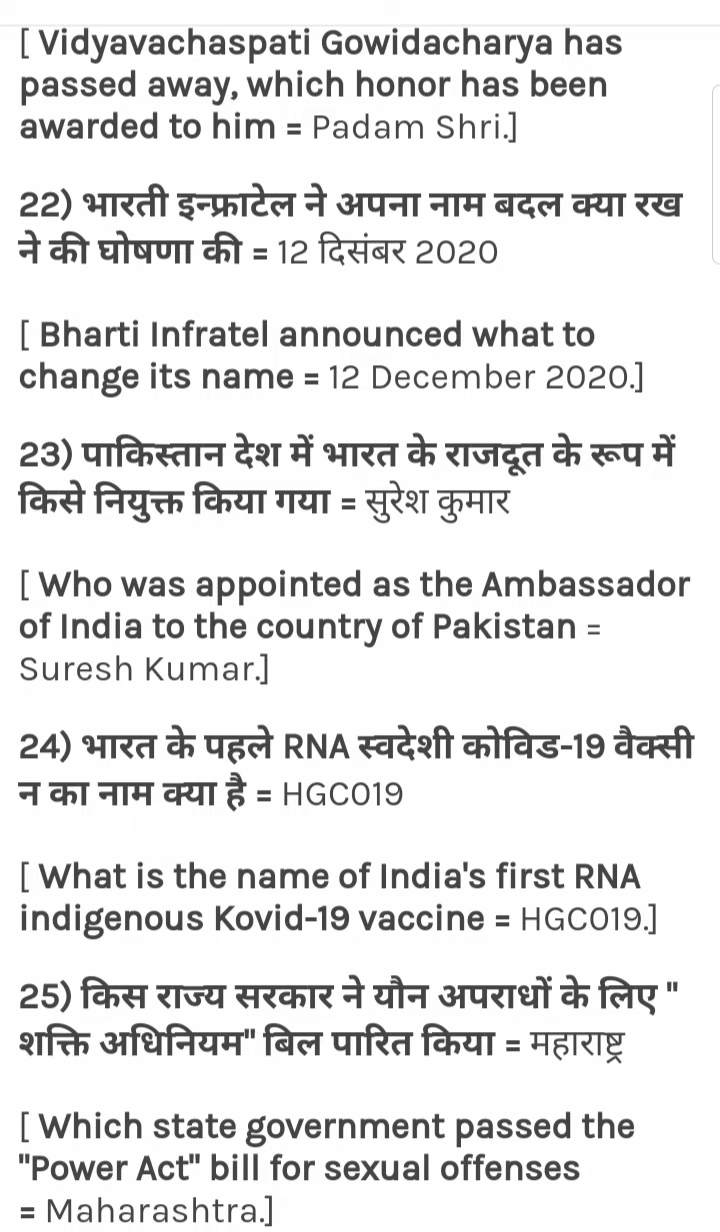 [ Vidyavachaspati Gowidacharya has
passed away, which honor has been
awarded to him = Padam Shri.]
22) भारती इन्फ्राटेल ने अपना नाम बदल क्या रख
ने की घोषणा की = 12 दिसंबर 2020
[ Bharti Infratel announced what to
change its name = 12 December 2020.]
23) पाकिस्तान देश में भारत के राजदूत के रूप में
किसे नियुक्त किया गया = सुरेश कुमार
[ Who was appointed as the Ambassador
of India to the country of Pakistan =
Suresh Kumar.]
24) भारत के पहले RNA स्वदेशी कोविड-19 वैक्सी
न का नाम क्या है = HGCO19
[ What is the name of India's first RNA
indigenous Kovid-19 vaccine = HGCO19.]
25) किस राज्य सरकार ने यौन अपराधों के लिए "
शक्ति अधिनियम" बिल पारित किया = महाराष्ट्र
[ Which state government passed the
"Power Act" bill for sexual offenses
= Maharashtra.]